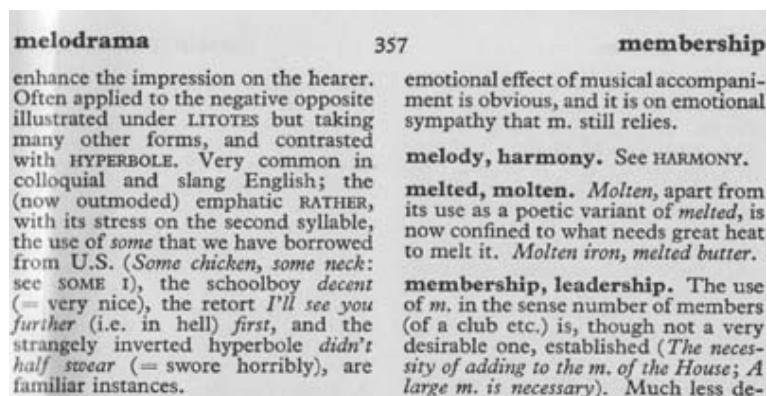 melodrama 357 membership
enhance the impression on the hearer.
Often applied to the negative opposite
illustrated under LITOTES but taking
many other forms, and contrasted
with HYPERBOLE. Very common in
colloquial and slang English; the
(now outmoded) emphatic RATHER,
with its stress on the second syllable,
the use of some that we have borrowed
from U.S. (Some chicken, some neck:
see SOME 1), the schoolboy decent
(= very nice), the retort I'll see you
further (i.e. in hell) first, and the
strangely inverted hyperbole didn't
half swear (= swore horribly), are
familiar instances.
emotional effect of musical accompani-
ment is obvious, and it is on emotional
sympathy that m. still relies.
melody, harmony. See HARMONY.
melted, molten. Molten, apart from
its use as a poetic variant of melted, is
now confined to what needs great heat
to melt it. Molten iron, melted butter.
membership, leadership. The use
of m. in the sense number of members
(of a club etc.) is, though not a very
desirable one, established (The neces-
sity of adding to the m. of the House; A
large m. is necessary). Much less de-